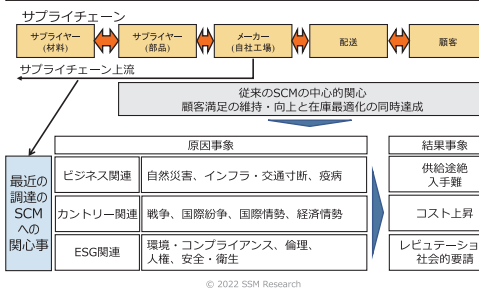 サプライチェーン
サプライヤー
(材料)
サプライヤー
(部品)
メーカー
(自社工場)
配送
顧客
サプライチェーン上流
従来のSCMの中心的関心
顧客満足の維持・向上と在庫最適化の同時達成
最近の
調達の
SCM
への
関心事
原因事象
結果事象
ビジネス関連
自然災害、インフラ・交通寸断、疫病
供給途絶
入手難
カントリー関連
戦争、国際紛争、国際情勢、経済情勢
コスト上昇
ESG関連
環境・コンプライアンス、倫理、
人権、安全・衛生
レピュテーショ
社会的要請
© 2022 SSM Research